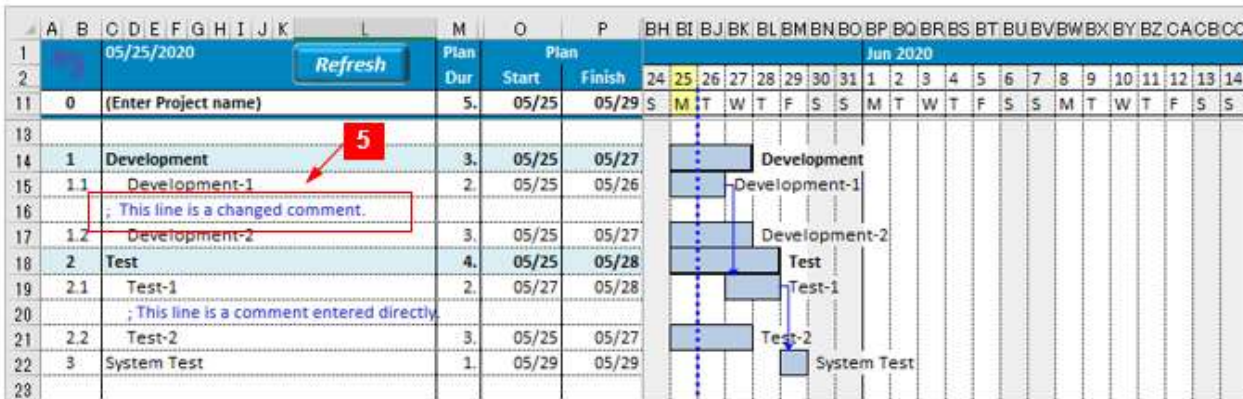 A B C D E F G H I J K L M O P BH BI BJ BK BL BM BN BO BP BQ BR BS BT BU BV BW BX BY BZ CA CB CC
1 05/25/2020 Refresh Plan Plan Jun 2020
2 Dur Start Finish 24 25 26 27 28 29 30 31 1 2 3 4 5 6 7 8 9 10 11 12 13 14
11 0 (Enter Project name) 5. 05/25 05/29 S M T W T F S S M T W T F S S M T W T F S S
13 5
14 1 Development 3. 05/25 05/27 Development
15 1.1 Development-1 2. 05/25 05/26 Development-1
16 ; This line is a changed comment.
17 1.2 Development-2 3. 05/25 05/27 Development-2
18 2 Test 4. 05/25 05/28 Test
19 2.1 Test-1 2. 05/27 05/28 Test-1
20 ; This line is a comment entered directly.
21 2.2 Test-2 3. 05/25 05/27 Test-2
22 3 System Test 1. 05/29 05/29 System Test
23